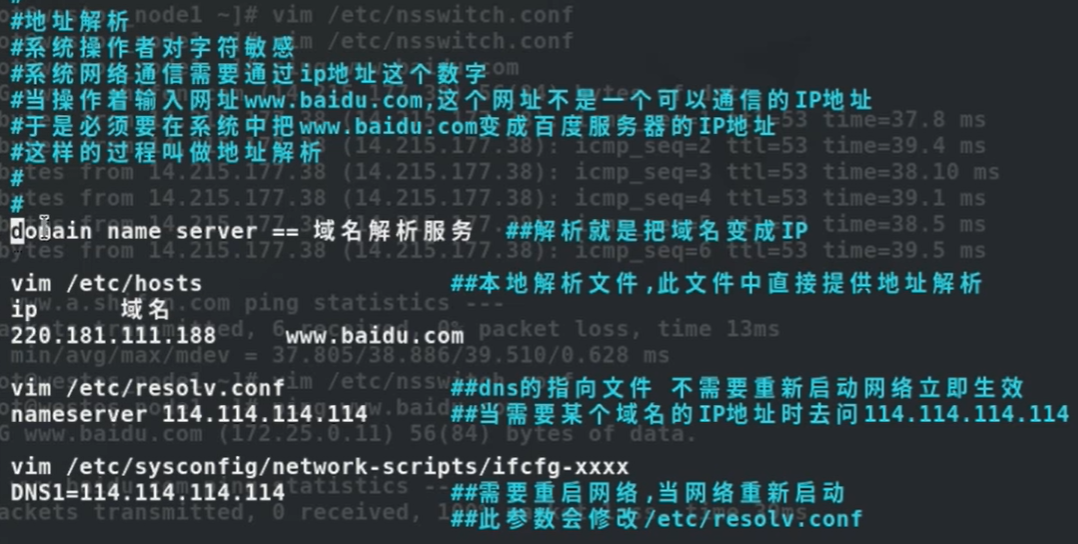 #
#地址解析
#系统操作者对字符敏感
#系统网络通信需要通过ip地址这个数字
#当操作着输入网址www.baidu.com,这个网址不是一个可以通信的IP地址
#于是必须要在系统中把www.baidu.com变成百度服务器的IP地址
#这样的过程叫做地址解析
#
#
domain name server == 域名解析服务 ##解析就是把域名变成IP
vim /etc/hosts ##本地解析文件,此文件中直接提供地址解析
ip 域名
220.181.111.188 www.baidu.com
vim /etc/resolv.conf ##dns的指向文件 不需要重新启动网络立即生效
nameserver 114.114.114.114 ##当需要某个域名的IP地址时去问114.114.114.114
vim /etc/sysconfig/network-scripts/ifcfg-xxxx
DNS1=114.114.114.114 ##需要重启网络,当网络重新启动
##此参数会修改/etc/resolv.conf